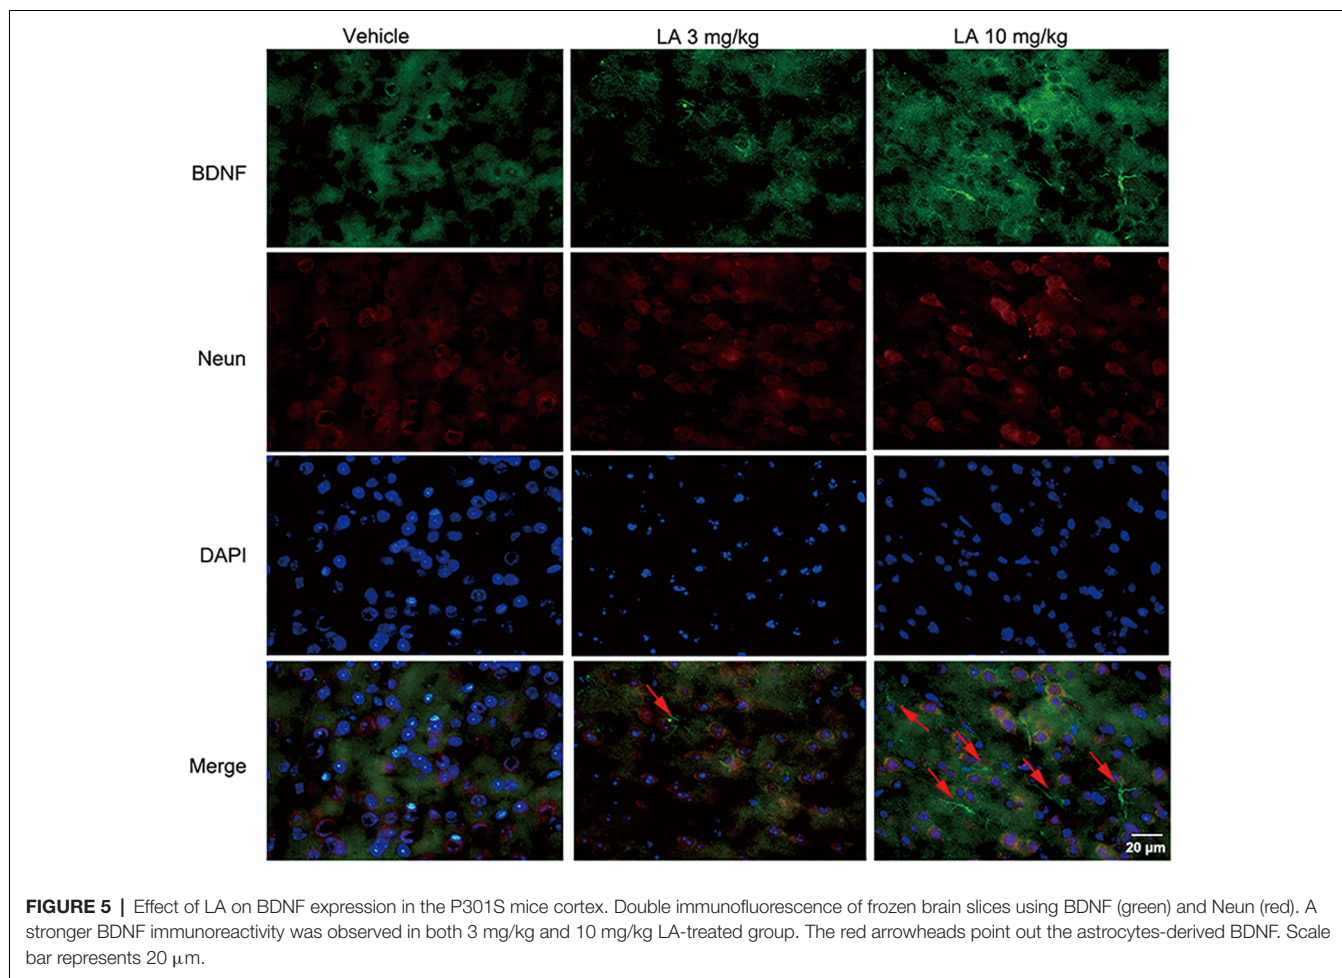 Vehicle LA 3 mg/kg LA 10 mg/kg
BDNF
Neun
DAPI
Merge
20 μm
FIGURE 5 | Effect of LA on BDNF expression in the P301S mice cortex. Double immunofluorescence of frozen brain slices using BDNF (green) and Neun (red). A
stronger BDNF immunoreactivity was observed in both 3 mg/kg and 10 mg/kg LA-treated group. The red arrowheads point out the astrocytes-derived BDNF. Scale
bar represents 20 μm.